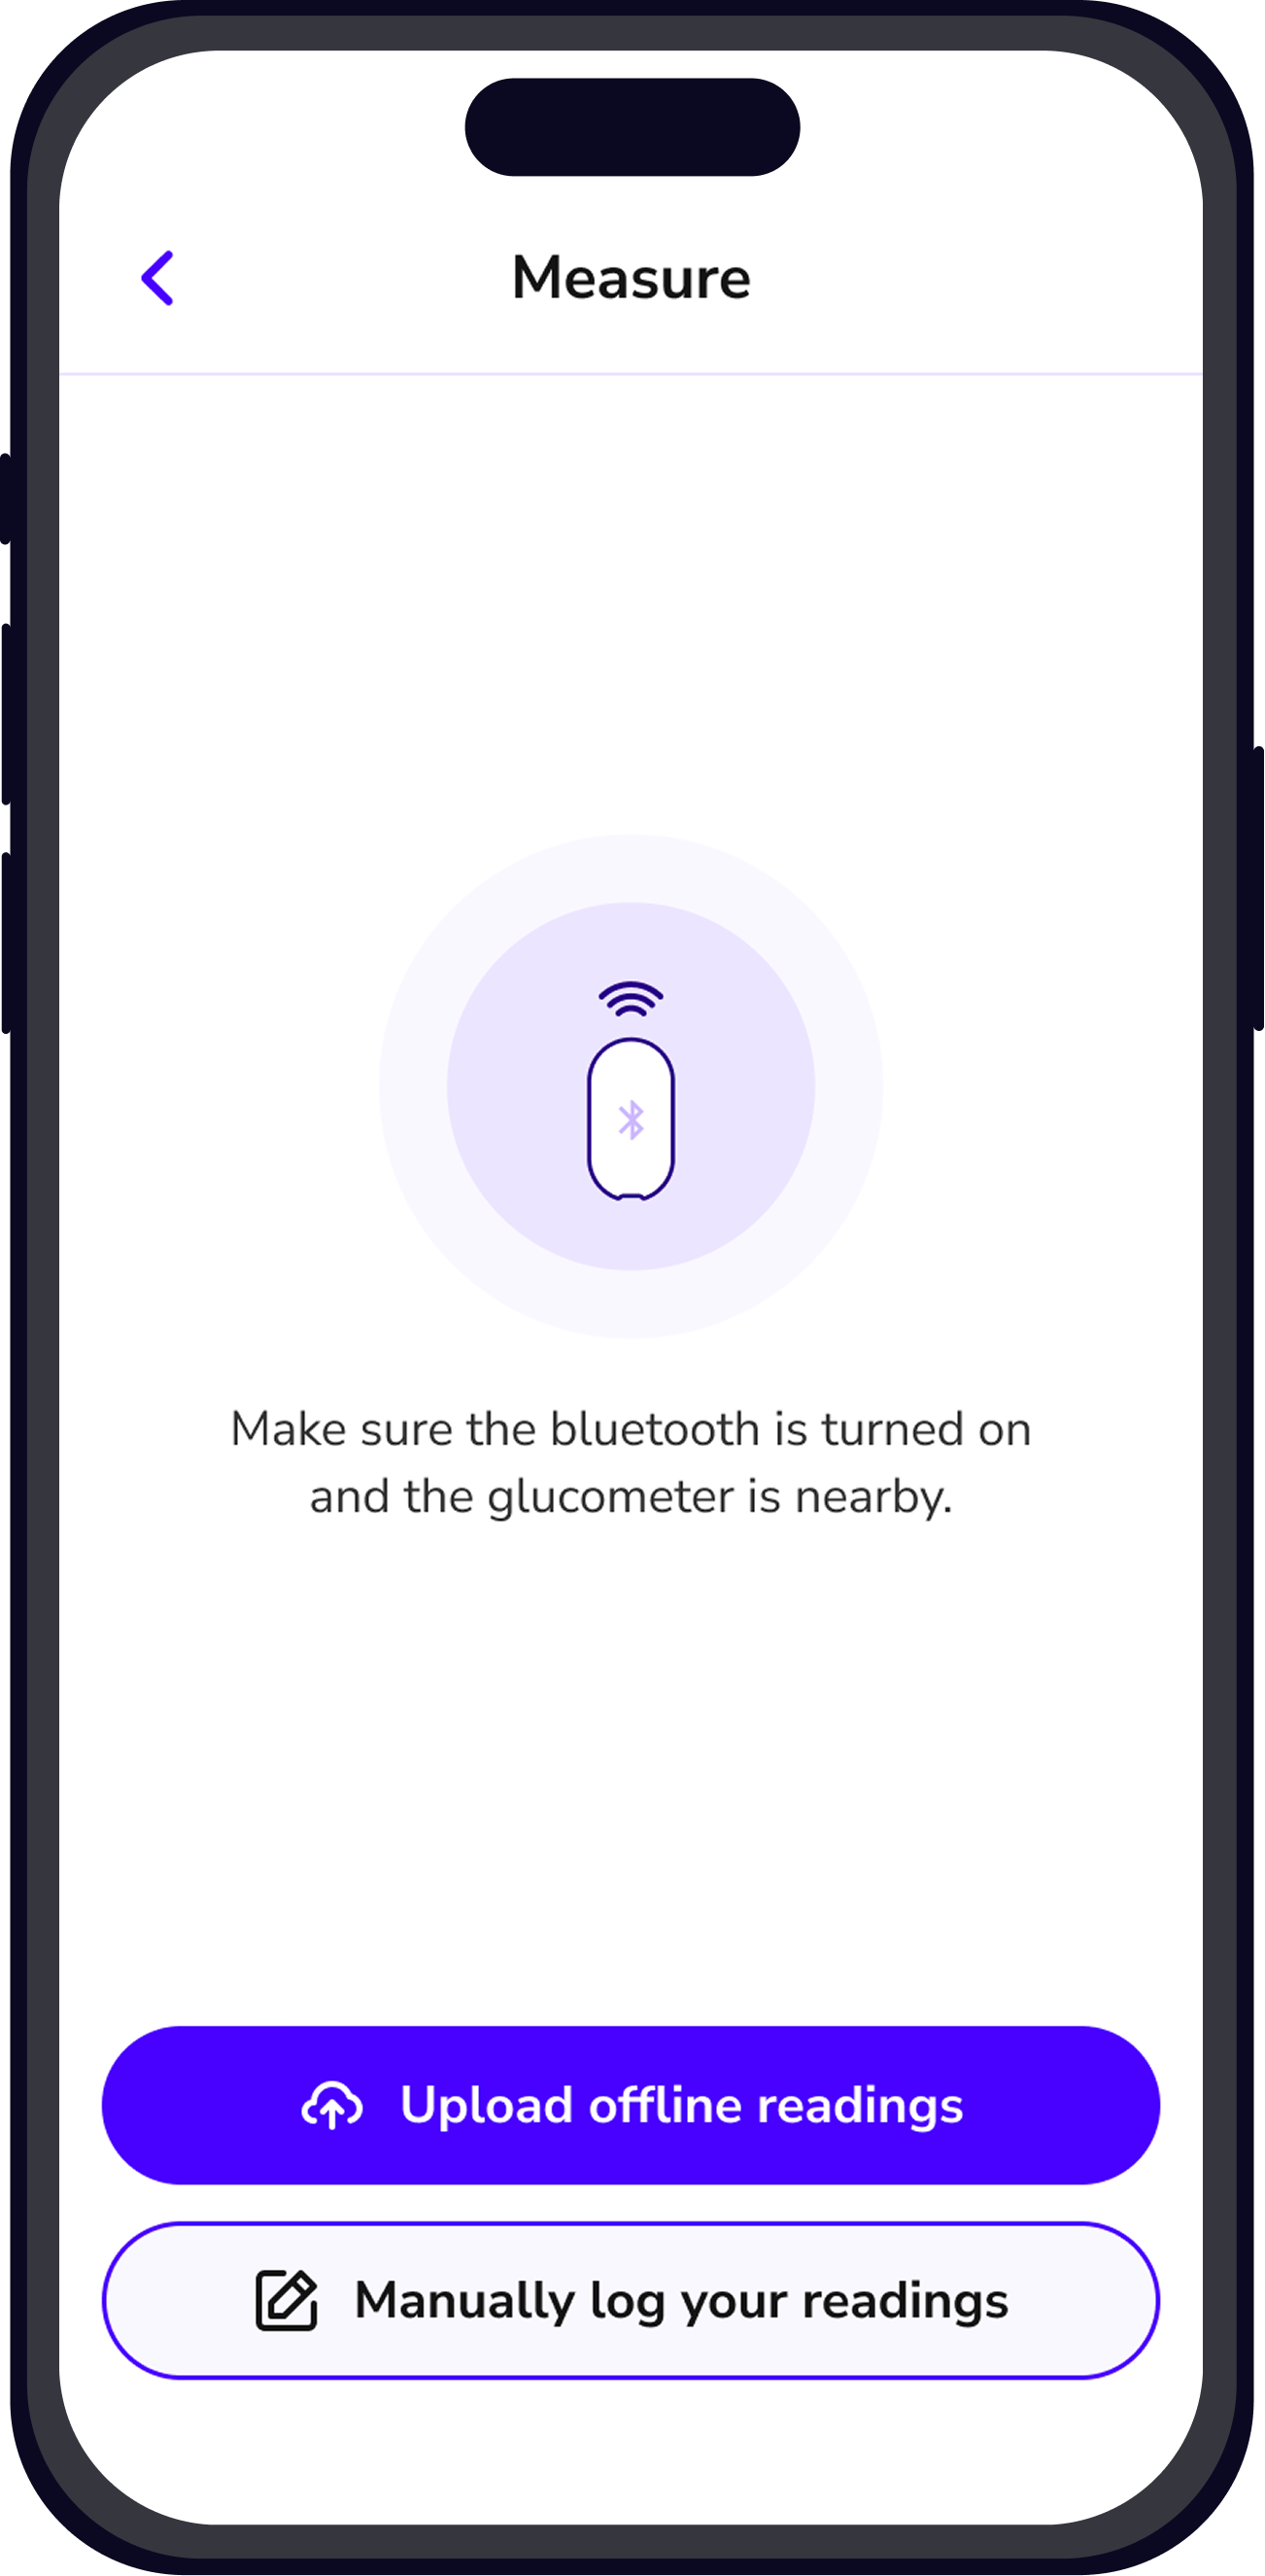 Measure
Make sure the bluetooth is turned on
and the glucometer is nearby.
Upload offline readings
Manually log your readings